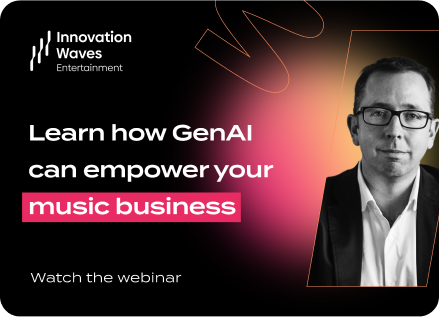 Innovation
Waves
Entertainment
Learn how GenAI
can empower your
music business
Watch the webinar